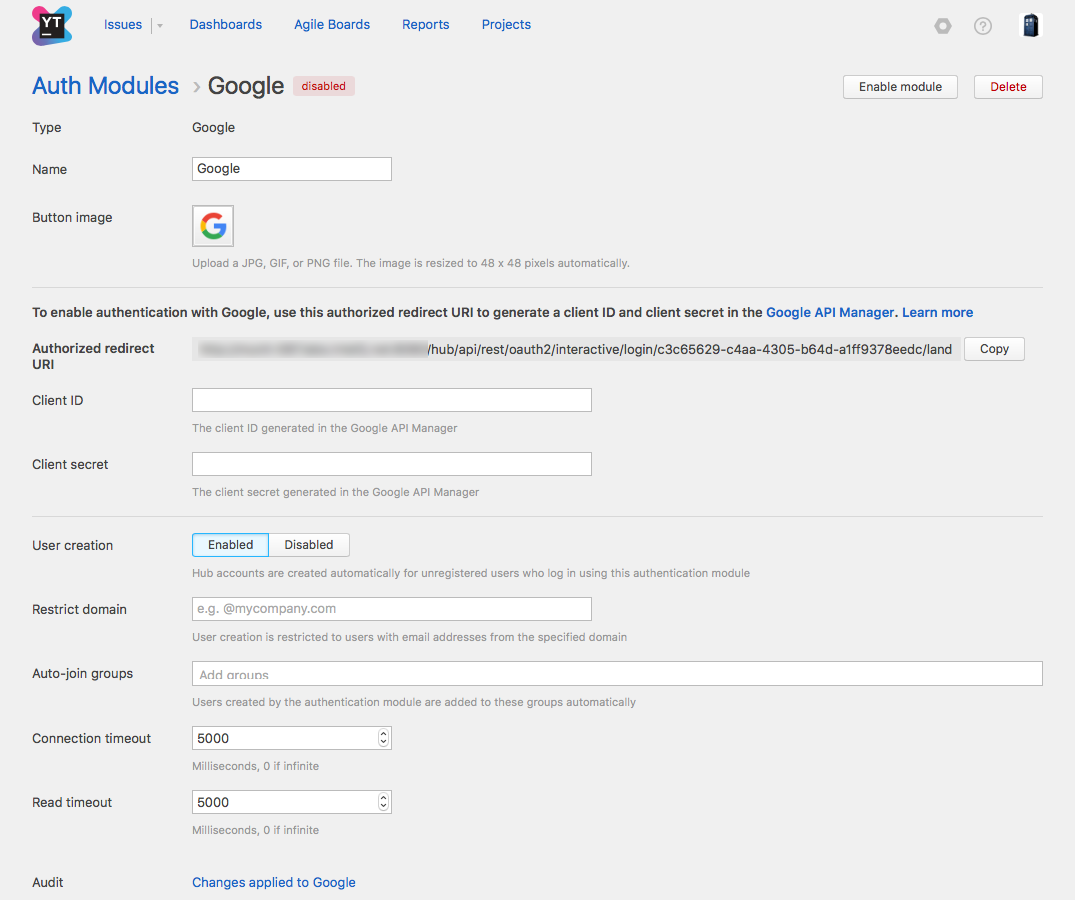 YT
Issues Dashboards Agile Boards Reports Projects
Auth Modules › Google disabled Enable module Delete
Type Google
Name Google
Button image
Upload a JPG, GIF, or PNG file. The image is resized to 48 x 48 pixels automatically.
To enable authentication with Google, use this authorized redirect URI to generate a client ID and client secret in the Google API Manager. Learn more
Authorized redirect URI
/hub/api/rest/oauth2/interactive/login/c3c65629-c4aa-4305-b64d-a1ff9378eedc/land Copy
Client ID
The client ID generated in the Google API Manager
Client secret
The client secret generated in the Google API Manager
User creation Enabled Disabled
Hub accounts are created automatically for unregistered users who log in using this authentication module
Restrict domain e.g. @mycompany.com
User creation is restricted to users with email addresses from the specified domain
Auto-join groups Add groups
Users created by the authentication module are added to these groups automatically
Connection timeout 5000
Milliseconds, 0 if infinite
Read timeout 5000
Milliseconds, 0 if infinite
Audit Changes applied to Google